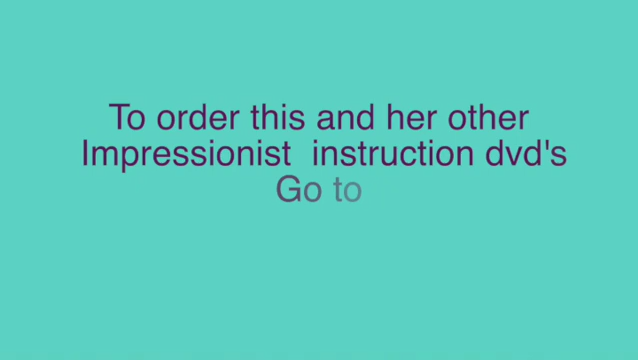 To order this and her other
Impressionist  instruction dvd's
Go to